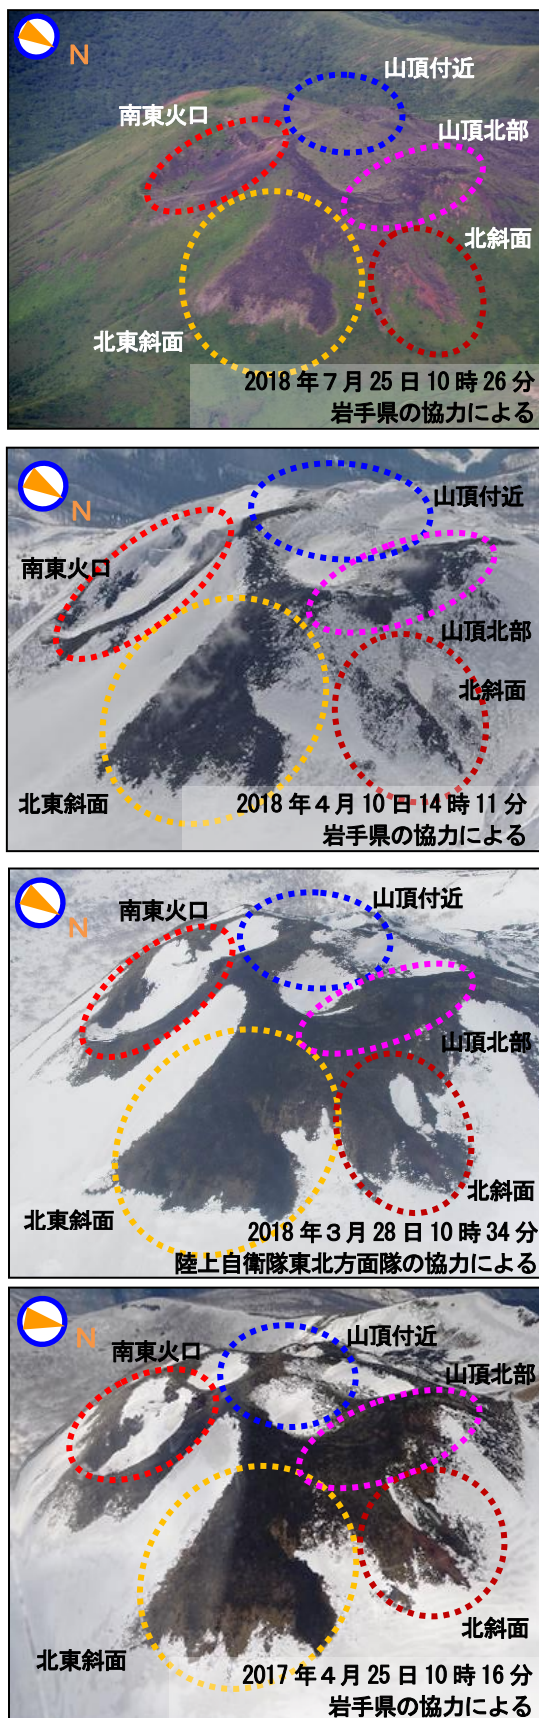 N
山頂付近
南東火口
山頂北部
北斜面
北東斜面
2018年7月25日10時26分
岩手県の協力による
N
山頂付近
南東火口
山頂北部
北斜面
北東斜面
2018年4月10日14時11分
岩手県の協力による
N
山頂付近
南東火口
山頂北部
北斜面
北東斜面
2018年3月28日10時34分
陸上自衛隊東北方面隊の協力による
N
山頂付近
南東火口
山頂北部
北斜面
北東斜面
2017年4月25日10時16分
岩手県の協力による